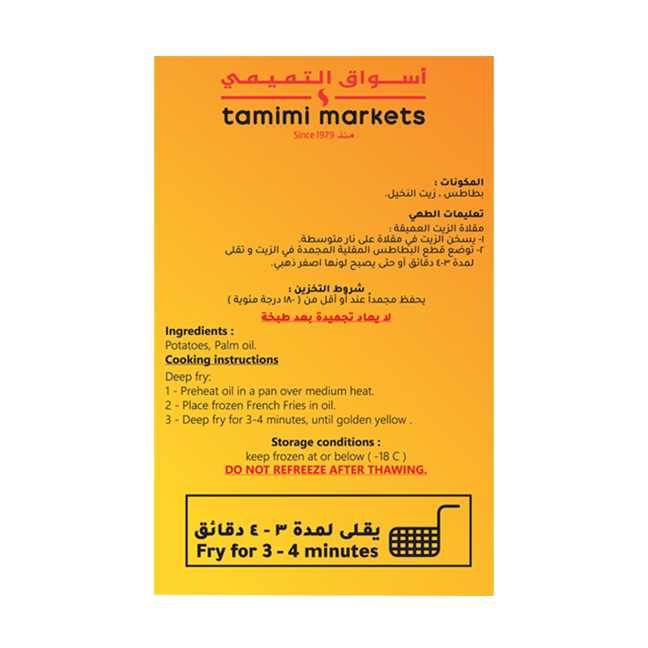 أسواق التميمي
tamimi markets
Since 1979 منذ
المكونات :
بطاطس ، زيت النخيل.
تعليمات الطهي
مقلاة الزيت العميقة :
١- يسخن الزيت في مقلاة على نار متوسطة.
٢- توضع قطع البطاطس المقلية المجمدة في الزيت و تقلى
لمدة ٣-٤ دقائق أو حتى يصبح لونها اصفر ذهبي.
شروط التخزين :
يحفظ مجمداً عند أو أقل من ( -١٨ درجة مئوية )
لا يعاد تجميدة بعد طبخة
Ingredients :
Potatoes, Palm oil.
Cooking instructions
Deep fry:
1 - Preheat oil in a pan over medium heat.
2 - Place frozen French Fries in oil.
3 - Deep fry for 3-4 minutes, until golden yellow .
Storage conditions :
keep frozen at or below ( -18 C )
DO NOT REFREEZE AFTER THAWING.
يقلى لمدة ٣ - ٤ دقائق
Fry for 3 - 4 minutes